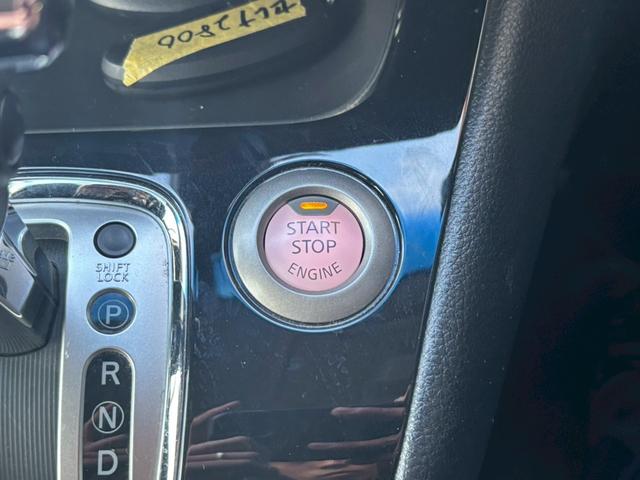 START
STOP
ENGINE
SHIFT
LOCK
P
R
N
D